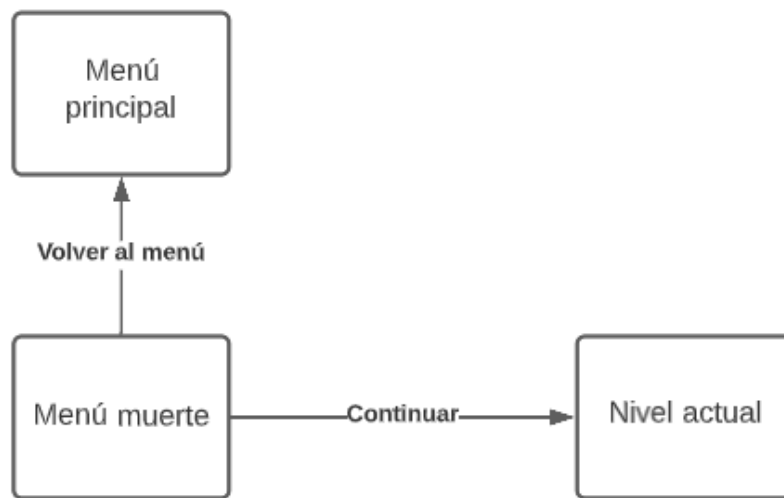 Menú
principal
Volver al menú
Menú muerte
Continuar
Nivel actual